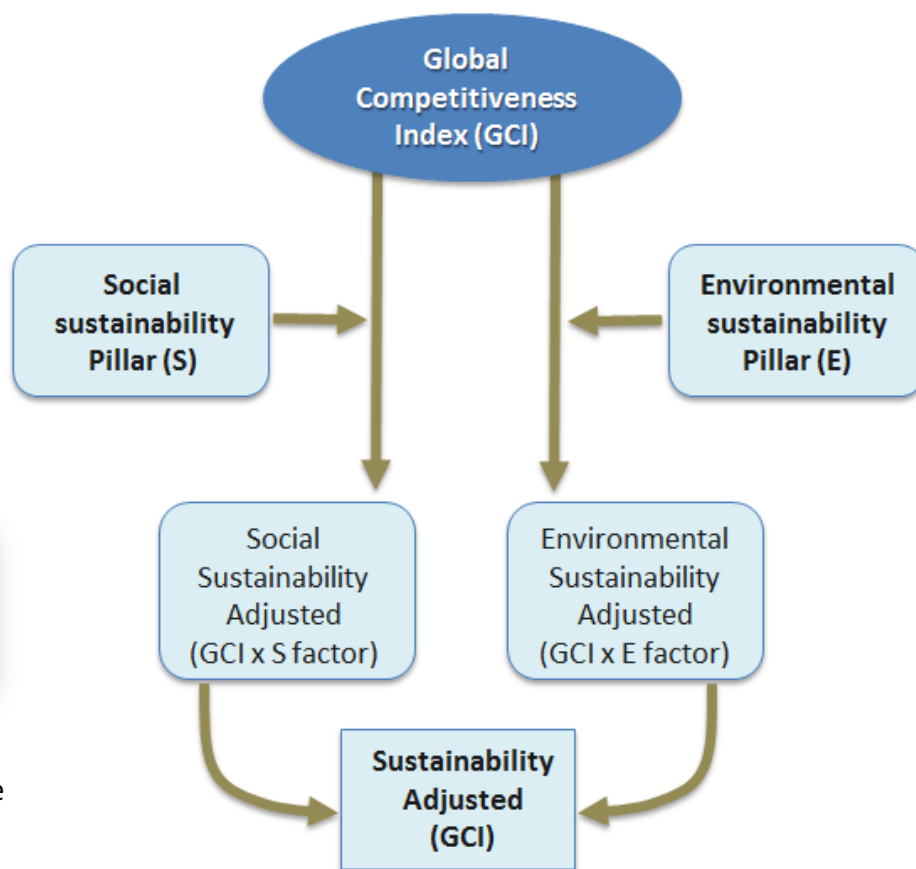 Global
Competitiveness
Index (GCI)
Social
sustainability
Pillar (S)
Environmental
sustainability
Pillar (E)
Social
Sustainability
Adjusted
(GCI x S factor)
Environmental
Sustainability
Adjusted
(GCI x E factor)
Sustainability
Adjusted
(GCI)
e